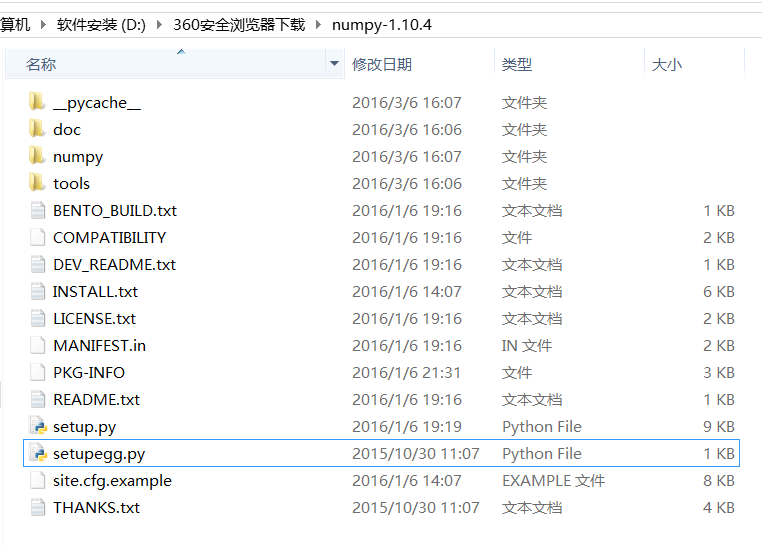 算机 软件安装 (D:) 360安全浏览器下载 numpy-1.10.4
名称 修改日期 类型 大小
__pycache__ 2016/3/6 16:07 文件夹
doc 2016/3/6 16:06 文件夹
numpy 2016/3/6 16:07 文件夹
tools 2016/3/6 16:06 文件夹
BENTO_BUILD.txt 2016/1/6 19:16 文本文档 1 KB
COMPATIBILITY 2016/1/6 19:16 文件 2 KB
DEV_README.txt 2016/1/6 19:16 文本文档 1 KB
INSTALL.txt 2016/1/6 14:07 文本文档 6 KB
LICENSE.txt 2016/1/6 19:16 文本文档 2 KB
MANIFEST.in 2016/1/6 19:16 IN 文件 2 KB
PKG-INFO 2016/1/6 21:31 文件 3 KB
README.txt 2016/1/6 19:16 文本文档 1 KB
setup.py 2016/1/6 19:19 Python File 9 KB
setupegg.py 2015/10/30 11:07 Python File 1 KB
site.cfg.example 2016/1/6 14:07 EXAMPLE 文件 8 KB
THANKS.txt 2015/10/30 11:07 文本文档 4 KB